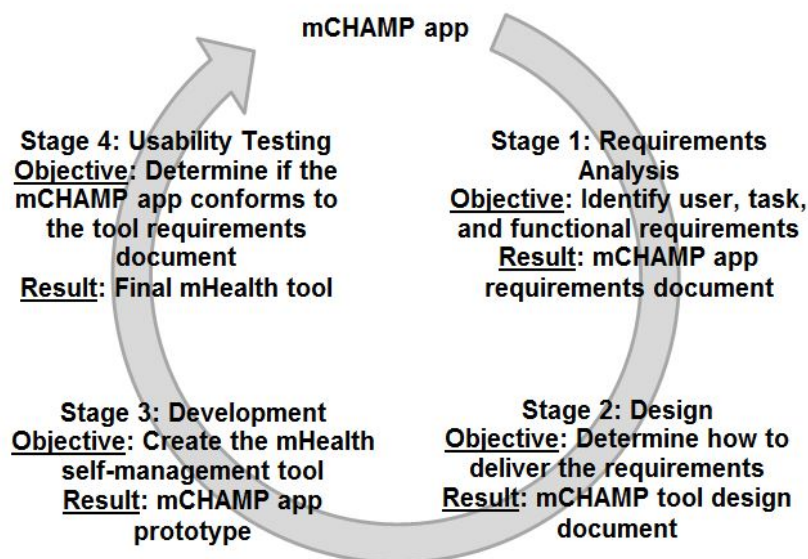 mCHAMP app
Stage 1: Requirements
Analysis
Objective: Identify user, task,
and functional requirements
Result: mCHAMP app
requirements document
Stage 2: Design
Objective: Determine how to
deliver the requirements
Result: mCHAMP tool design
document
Stage 3: Development
Objective: Create the mHealth
self-management tool
Result: mCHAMP app
prototype
Stage 4: Usability Testing
Objective: Determine if the
mCHAMP app conforms to
the tool requirements
document
Result: Final mHealth tool